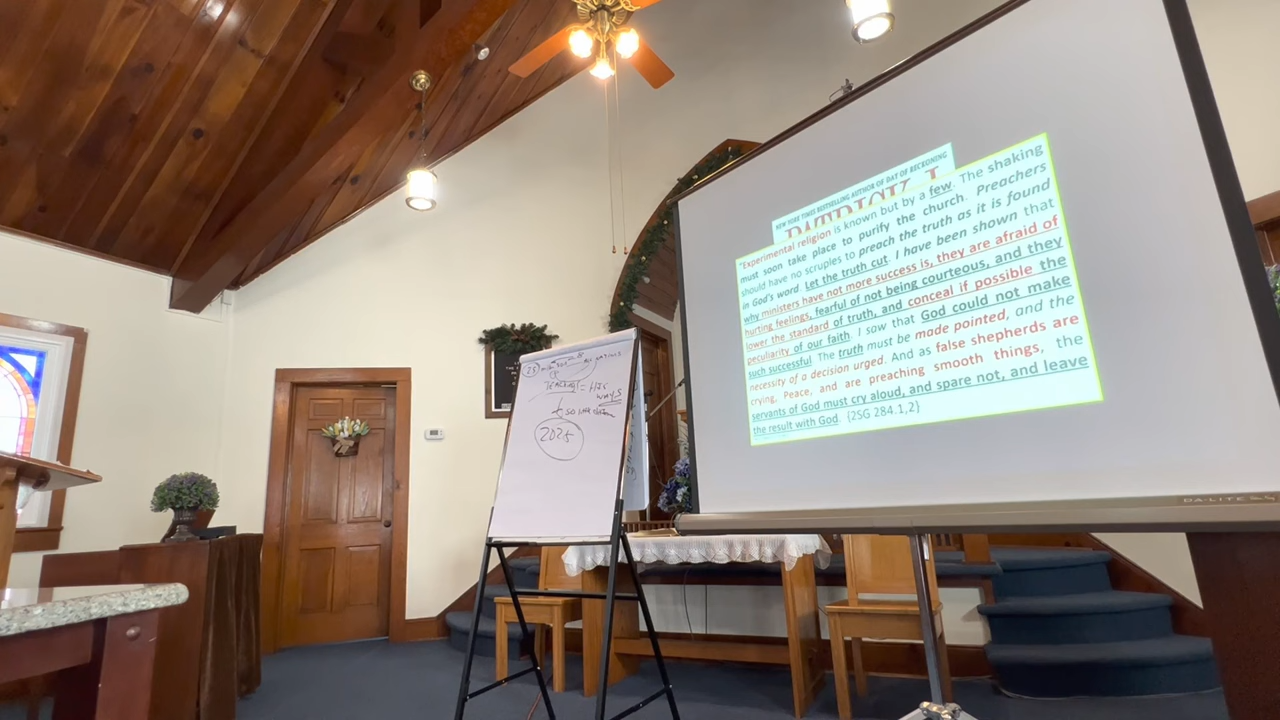 NEW YORK TIMES BESTSELLING AUTHOR OF DAY OF RECKONING
PATRICK J
"Experimental religion is known but by a few. The shaking
must soon take place to purify the church. Preachers
should have no scruples to preach the truth as it is found
in God's word. Let the truth cut. I have been shown that
why ministers have not more success is, they are afraid of
hurting feelings, fearful of not being courteous, and they
lower the standard of truth, and conceal if possible the
peculiarity of our faith. I saw that God could not make
such successful. The truth must be made pointed, and the
necessity of a decision urged. And as false shepherds are
crying, Peace, and are preaching smooth things, the
servants of God must cry aloud, and spare not, and leave
the result with God. {2SG 284.1,2}
DA-LITE
25
28
TEACHING = HIS
WAYS
so
2025